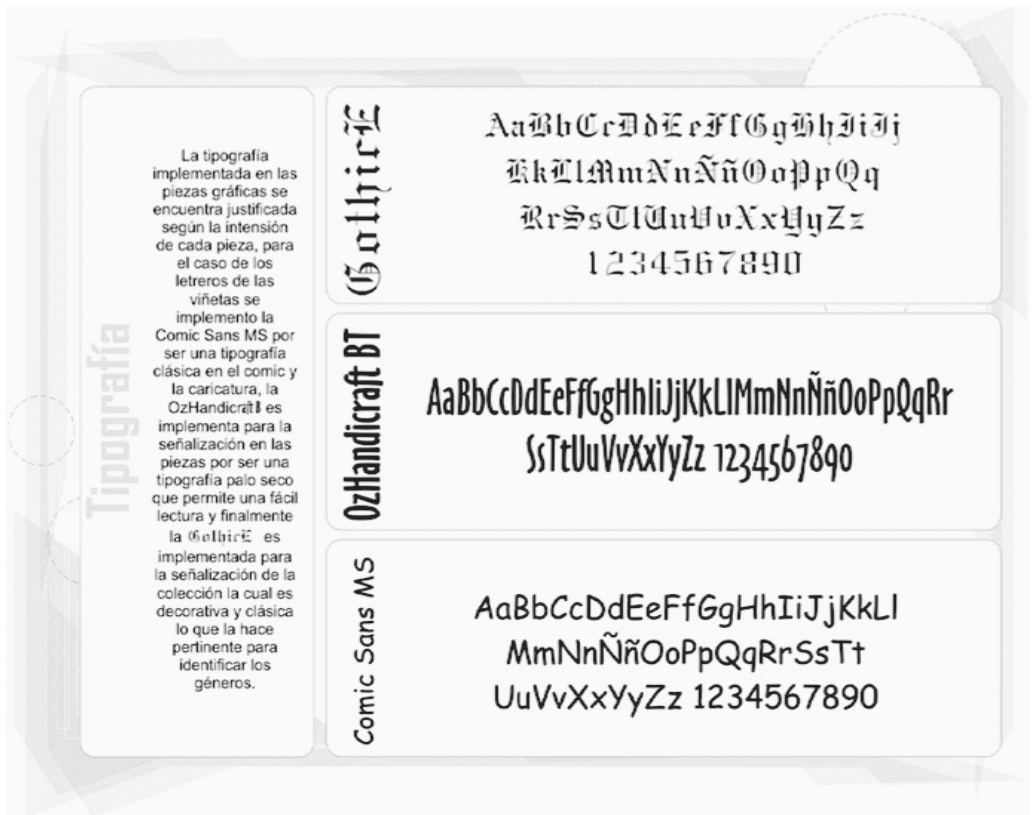 Tipografía
La tipografía
implementada en las
piezas gráficas se
encuentra justificada
según la intensión
de cada pieza, para
el caso de los
letreros de las
viñetas se
implemento la
Comic Sans MS por
ser una tipografía
clásica en el comic y
la caricatura, la
OzHandicraft B es
implementa para la
señalización en las
piezas por ser una
tipografía palo seco
que permite una fácil
lectura y finalmente
la GothicE es
implementada para
la señalización de la
colección la cual es
decorativa y clásica
lo que la hace
pertinente para
identificar los
géneros.
GothicE
AaBbCcDdEeFfGgHhIiJj
KkLlMmNnÑñOoPpQq
RrSsTtUuVvXxYyZz
1234567890
OzHandicraft BT
AaBbCcDdEeFfGgHhIiJjKkLlMmNnÑñOoPpQqRr
SsTtUuVvXxYyZz 1234567890
Comic Sans MS
AaBbCcDdEeFfGgHhIiJjKkLl
MmNnÑñOoPpQqRrSsTt
UuVvXxYyZz 1234567890